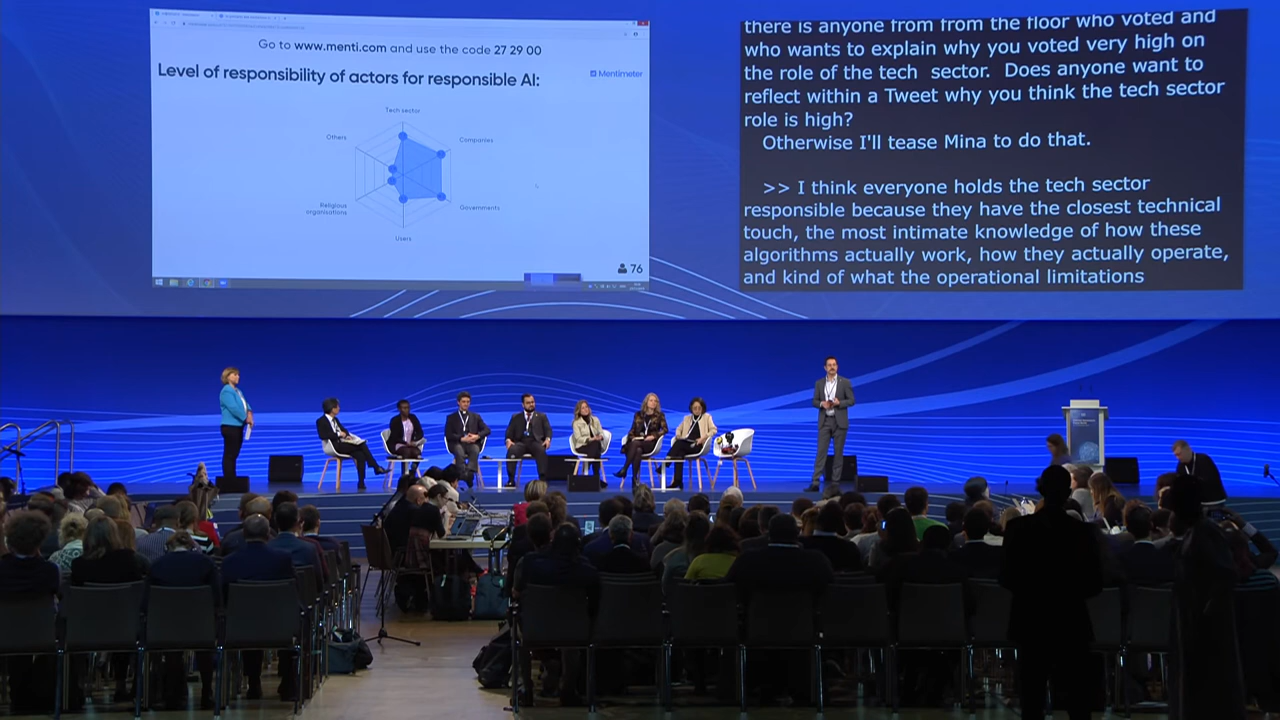 Go to www.menti.com and use the code 27 29 00
Level of responsibility of actors for responsible AI:
Mentimeter
Tech sector
Others
Companies
Religious
organisations
Governments
Users
76
there is anyone from from the floor who voted and
who wants to explain why you voted very high on
the role of the tech sector. Does anyone want to
reflect within a Tweet why you think the tech sector
role is high?
Otherwise I'll tease Mina to do that.
>> I think everyone holds the tech sector
responsible because they have the closest technical
touch, the most intimate knowledge of how these
algorithms actually work, how they actually operate,
and kind of what the operational limitations